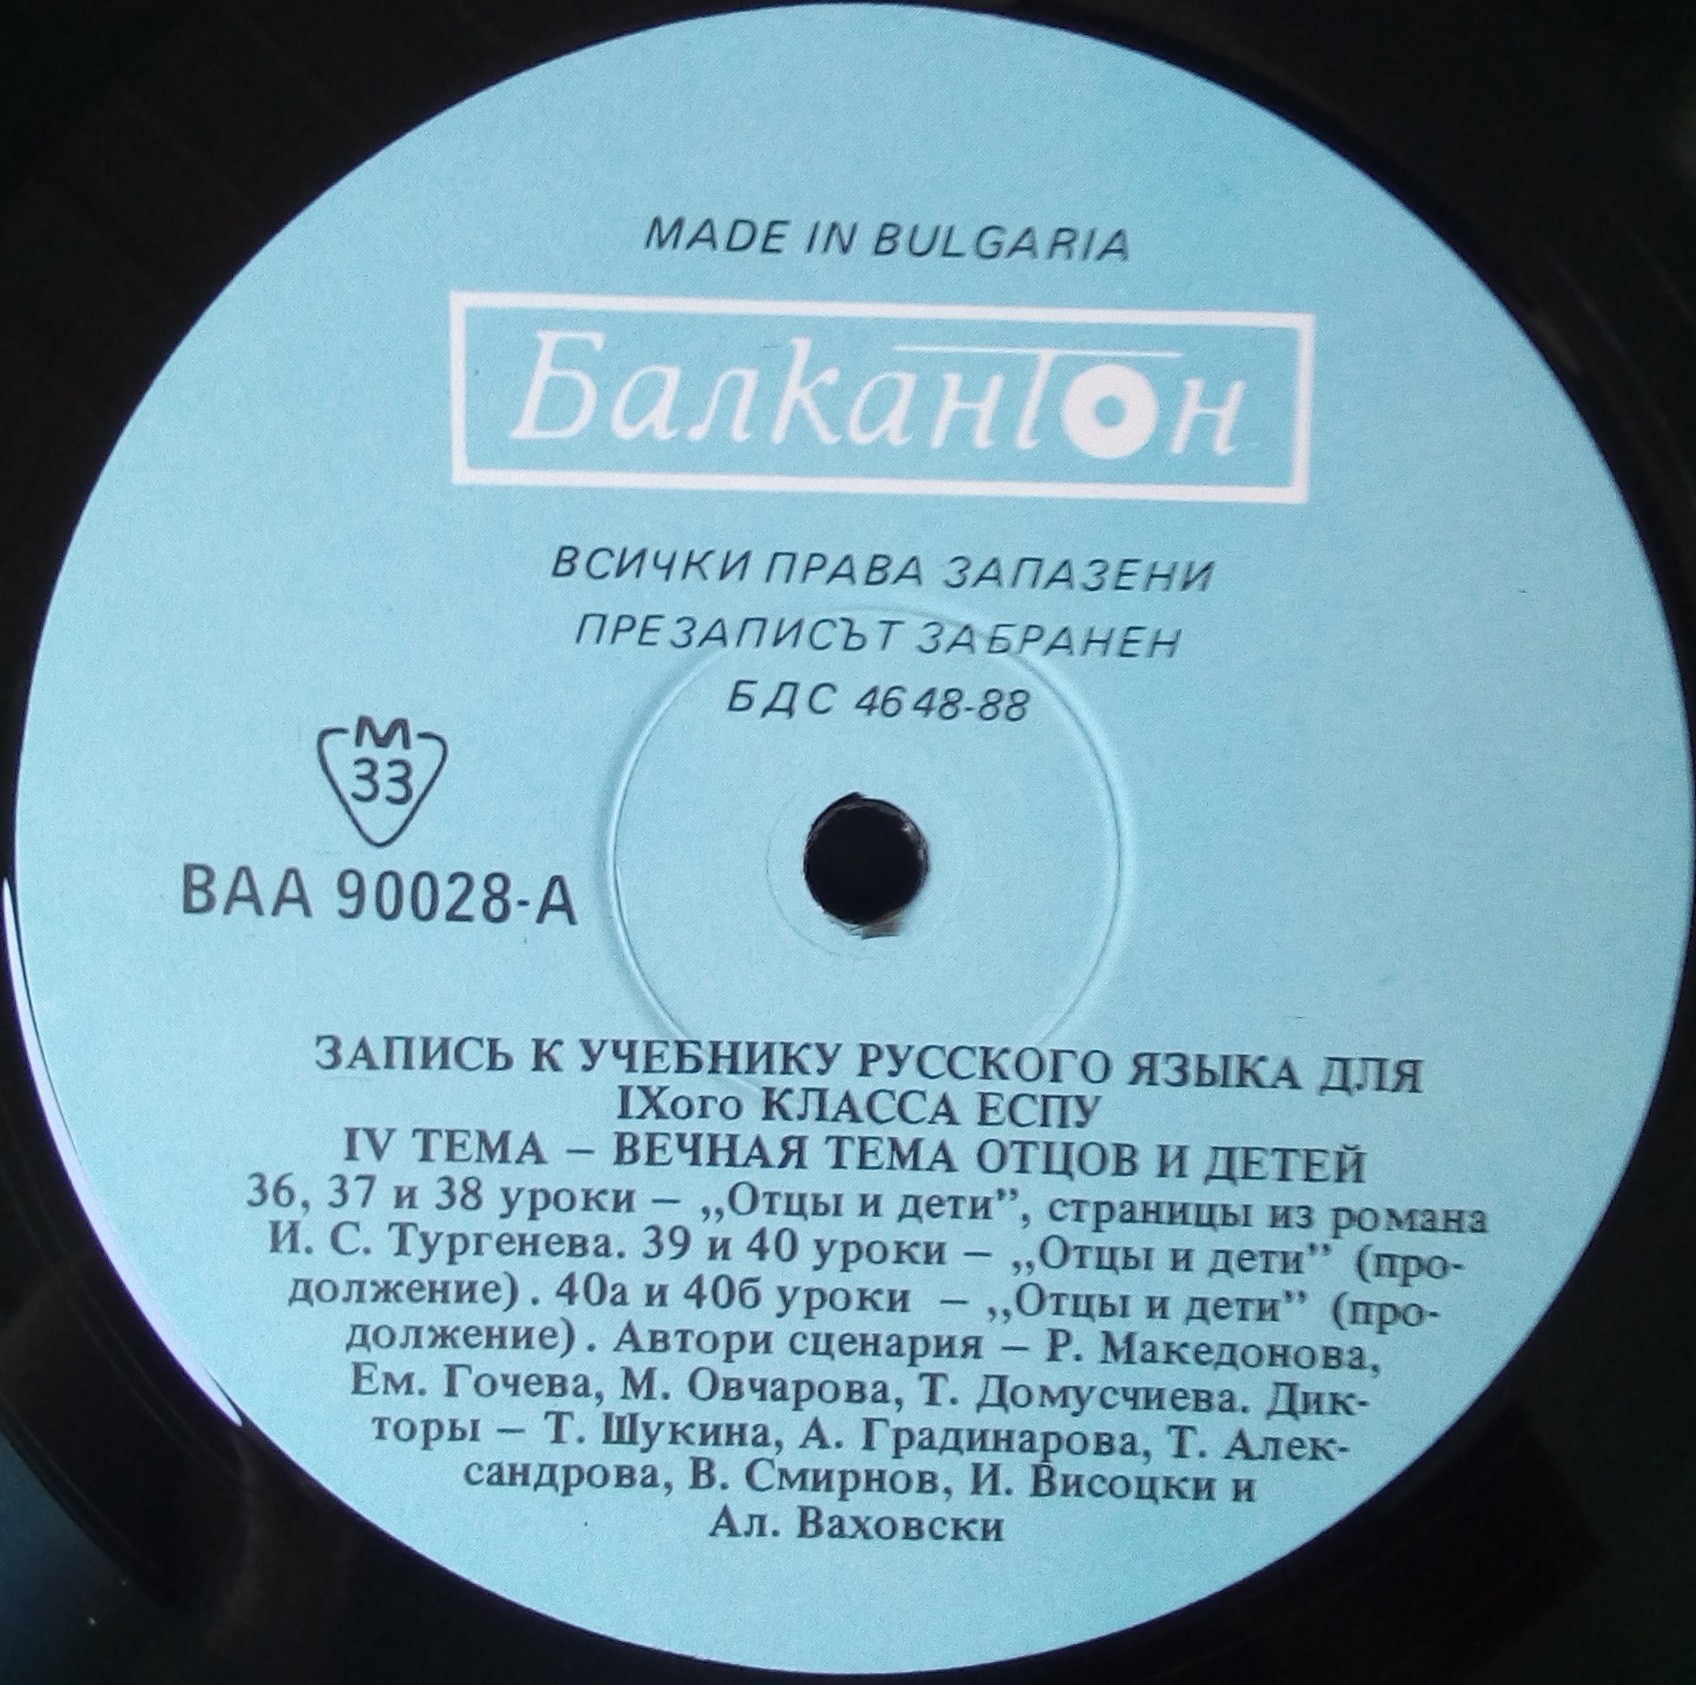 MADE IN BULGARIA
Балкантон
ВСИЧКИ ПРАВА ЗАПАЗЕНИ
ПРЕЗАПИСЪТ ЗАБРАНЕН
БДС 4648-88
М
33
ВАА 90028-А
ЗАПИСЬ К УЧЕБНИКУ РУССКОГО ЯЗЫКА ДЛЯ
IXого КЛАССА ЕСПУ
IV ТЕМА – ВЕЧНАЯ ТЕМА ОТЦОВ И ДЕТЕЙ
36, 37 и 38 уроки – „Отцы и дети”, страницы из романа
И. С. Тургенева. 39 и 40 уроки – „Отцы и дети” (про-
должение). 40а и 40б уроки – „Отцы и дети” (про-
должение). Автори сценария – Р. Македонова,
Ем. Гочева, М. Овчарова, Т. Домусчиева. Дик-
торы – Т. Шукина, А. Градинарова, Т. Алек-
сандрова, В. Смирнов, И. Висоцки и
Ал. Ваховски